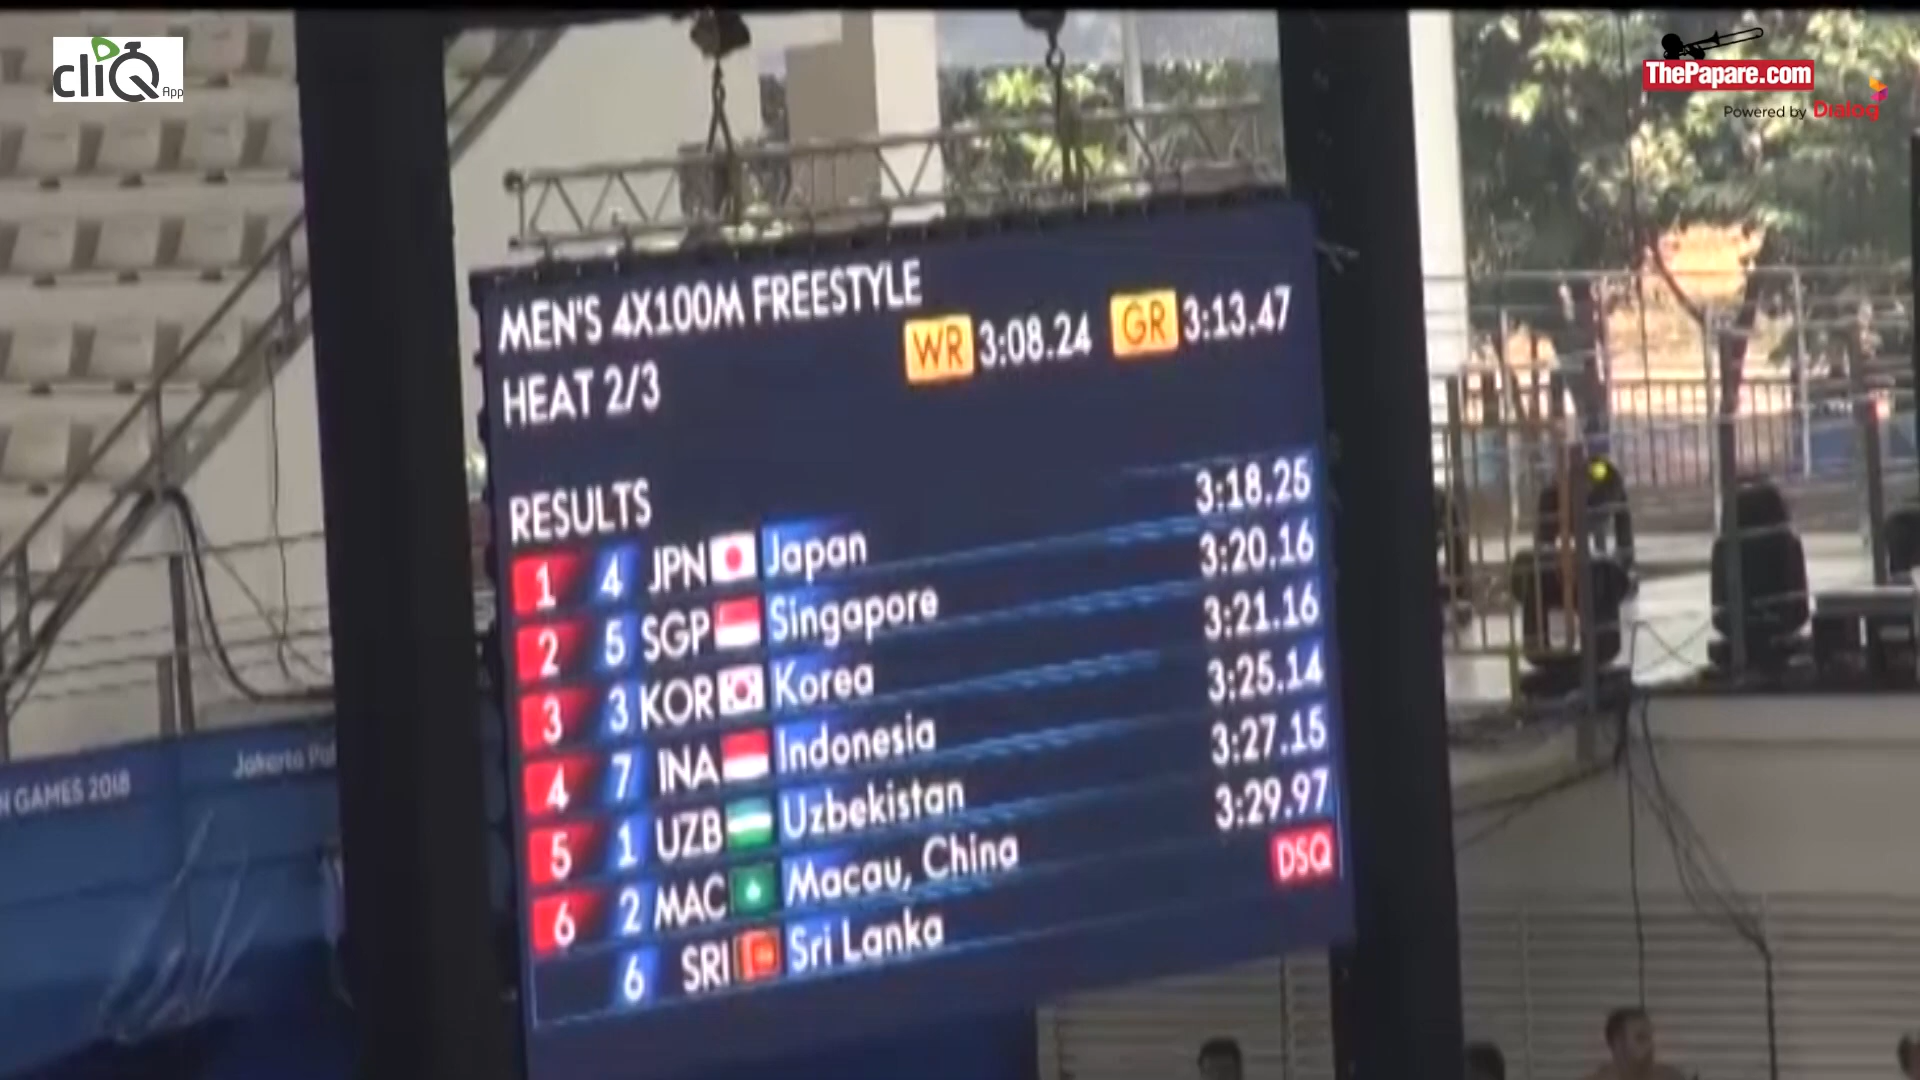 cliQ App
ThePapare.com
Powered by Dialog
MEN'S 4X100M FREESTYLE
WR 3:08.24 GR 3:13.47
HEAT 2/3
RESULTS
1 4 JPN Japan 3:18.25
2 5 SGP Singapore 3:20.16
3 3 KOR Korea 3:21.16
4 7 INA Indonesia 3:25.14
5 1 UZB Uzbekistan 3:27.15
6 2 MAC Macau, China 3:29.97
6 SRI Sri Lanka DSQ
N GAMES 2018
Jakarta Pal